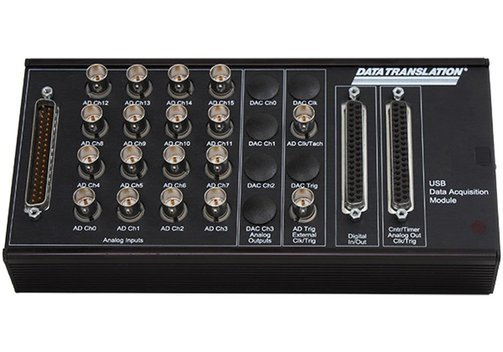 DATA TRANSLATION®
AD Ch12 AD Ch13 AD Ch14 AD Ch15 DAC Ch0 DAC Clk
AD Ch8 AD Ch9 AD Ch10 AD Ch11 DAC Ch1 AD Clk/Tach
AD Ch4 AD Ch5 AD Ch6 AD Ch7 DAC Ch2 DAC Trig
AD Ch0 AD Ch1 AD Ch2 AD Ch3 DAC Ch3 AD Trig
Analog Inputs
Analog
Outputs
External
Clk/Trig
Digital
In/Out
Cntr/Timer
Analog Out
Clk/Trig
USB
Data Acquisition
Module